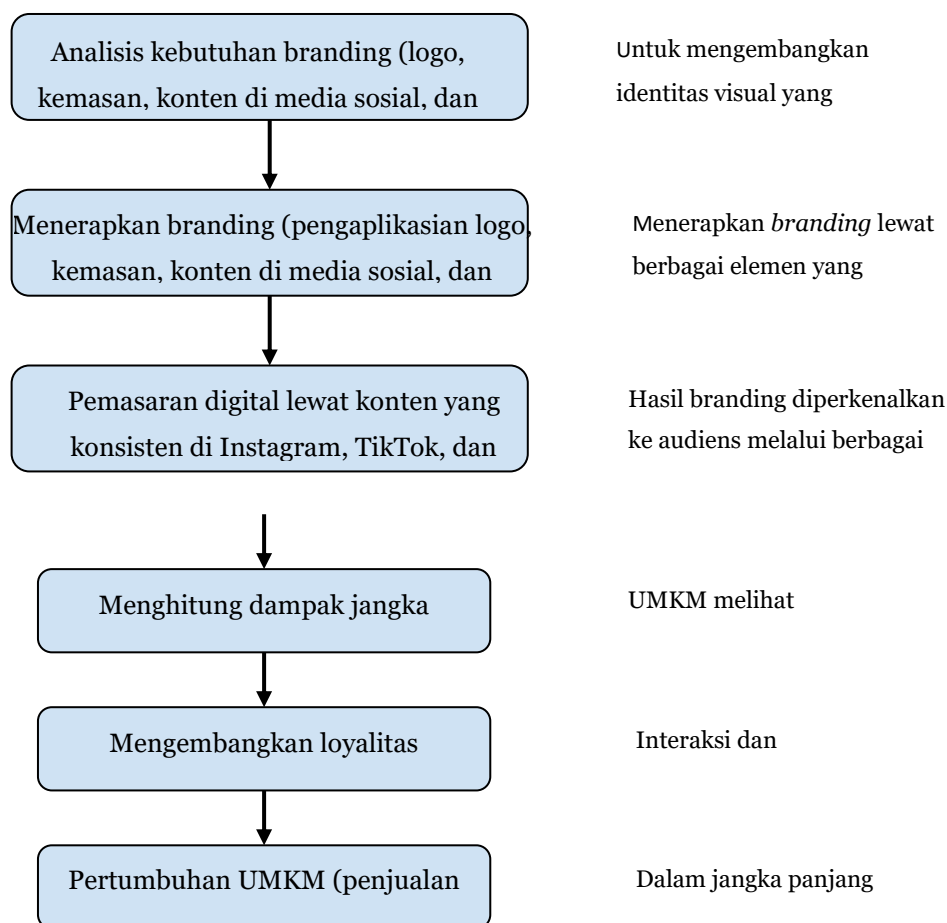 Analisis kebutuhan branding (logo,
kemasan, konten di media sosial, dan
Untuk mengembangkan
identitas visual yang
Menerapkan branding (pengaplikasian logo,
kemasan, konten di media sosial, dan
Menerapkan branding lewat
berbagai elemen yang
Pemasaran digital lewat konten yang
konsisten di Instagram, TikTok, dan
Hasil branding diperkenalkan
ke audiens melalui berbagai
Menghitung dampak jangka
UMKM melihat
Mengembangkan loyalitas
Interaksi dan
Pertumbuhan UMKM (penjualan
Dalam jangka panjang